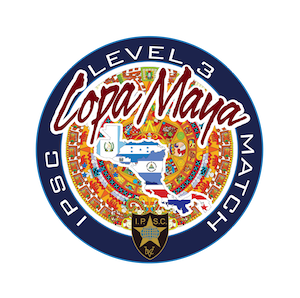 LEVEL 3
Copa Maya
IPSC
MATCH
I.P.S.C.